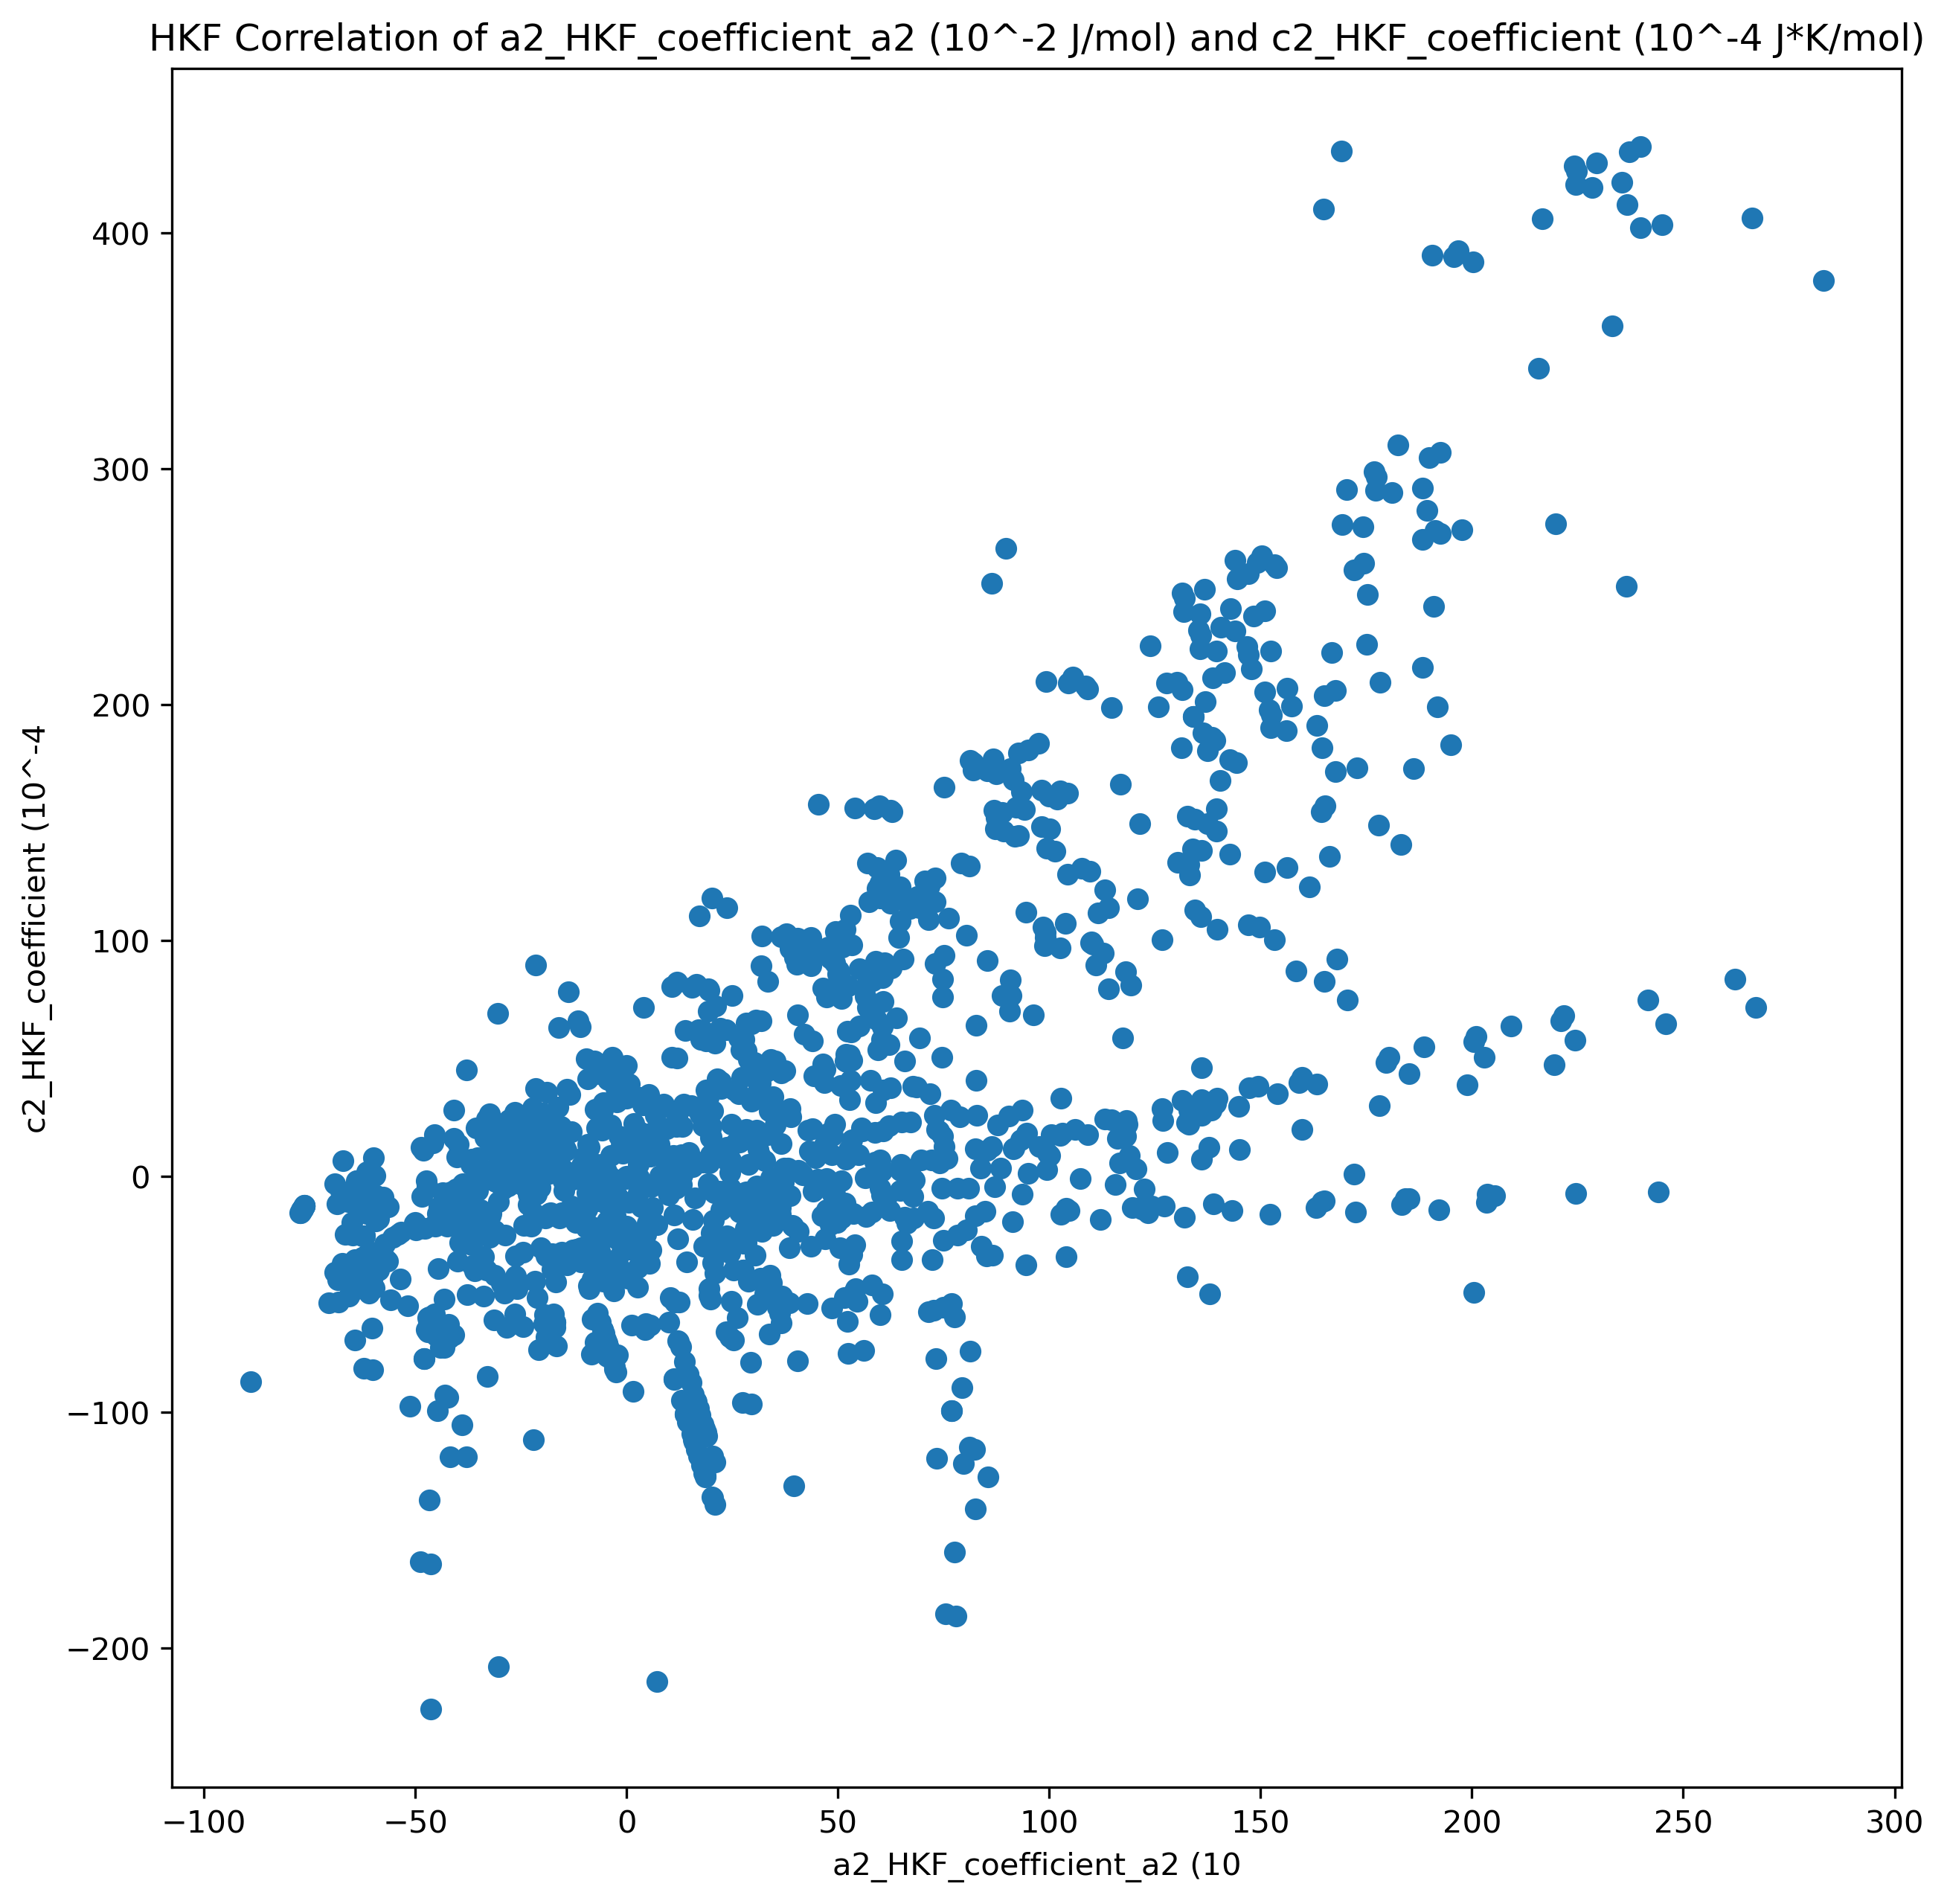 HKF Correlation of a2_HKF_coefficient_a2 (10^-2 J/mol) and c2_HKF_coefficient (10^-4 J*K/mol)
c2_HKF_coefficient (10^-4
400
300
200
100
0
−100
−200
−100 −50 0 50 100 150 200 250 300
a2_HKF_coefficient_a2 (10